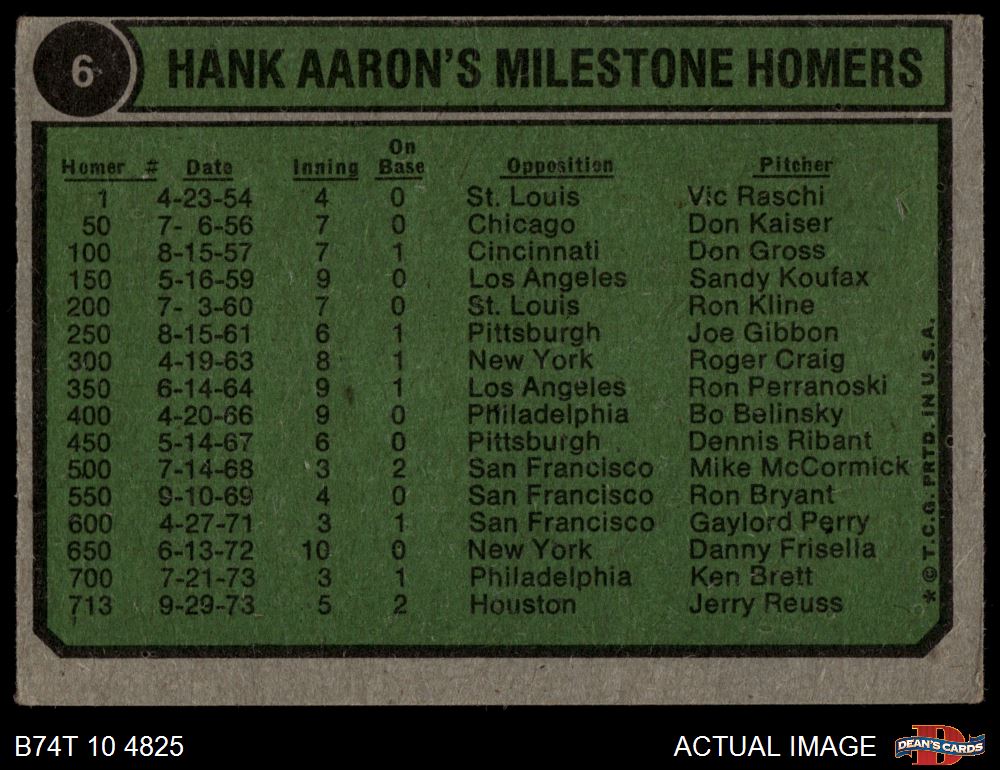 6 HANK AARON'S MILESTONE HOMERS
On
Homer # Date Inning Base Opposition Pitcher
1 4-23-54 4 0 St. Louis Vic Raschi
50 7- 6-56 7 0 Chicago Don Kaiser
100 8-15-57 7 1 Cincinnati Don Gross
150 5-16-59 9 0 Los Angeles Sandy Koufax
200 7- 3-60 7 0 St. Louis Ron Kline
250 8-15-61 6 1 Pittsburgh Joe Gibbon
300 4-19-63 8 1 New York Roger Craig
350 6-14-64 9 1 Los Angeles Ron Perranoski
400 4-20-66 9 0 Philadelphia Bo Belinsky
450 5-14-67 6 0 Pittsburgh Dennis Ribant
500 7-14-68 3 2 San Francisco Mike McCormick
550 9-10-69 4 0 San Francisco Ron Bryant
600 4-27-71 3 1 San Francisco Gaylord Perry
650 6-13-72 10 0 New York Danny Frisella
700 7-21-73 3 1 Philadelphia Ken Brett
713 9-29-73 5 2 Houston Jerry Reuss
*© T.C.G. PRTD. IN U.S.A.
B74T 10 4825 ACTUAL IMAGE DEAN'S CARDS